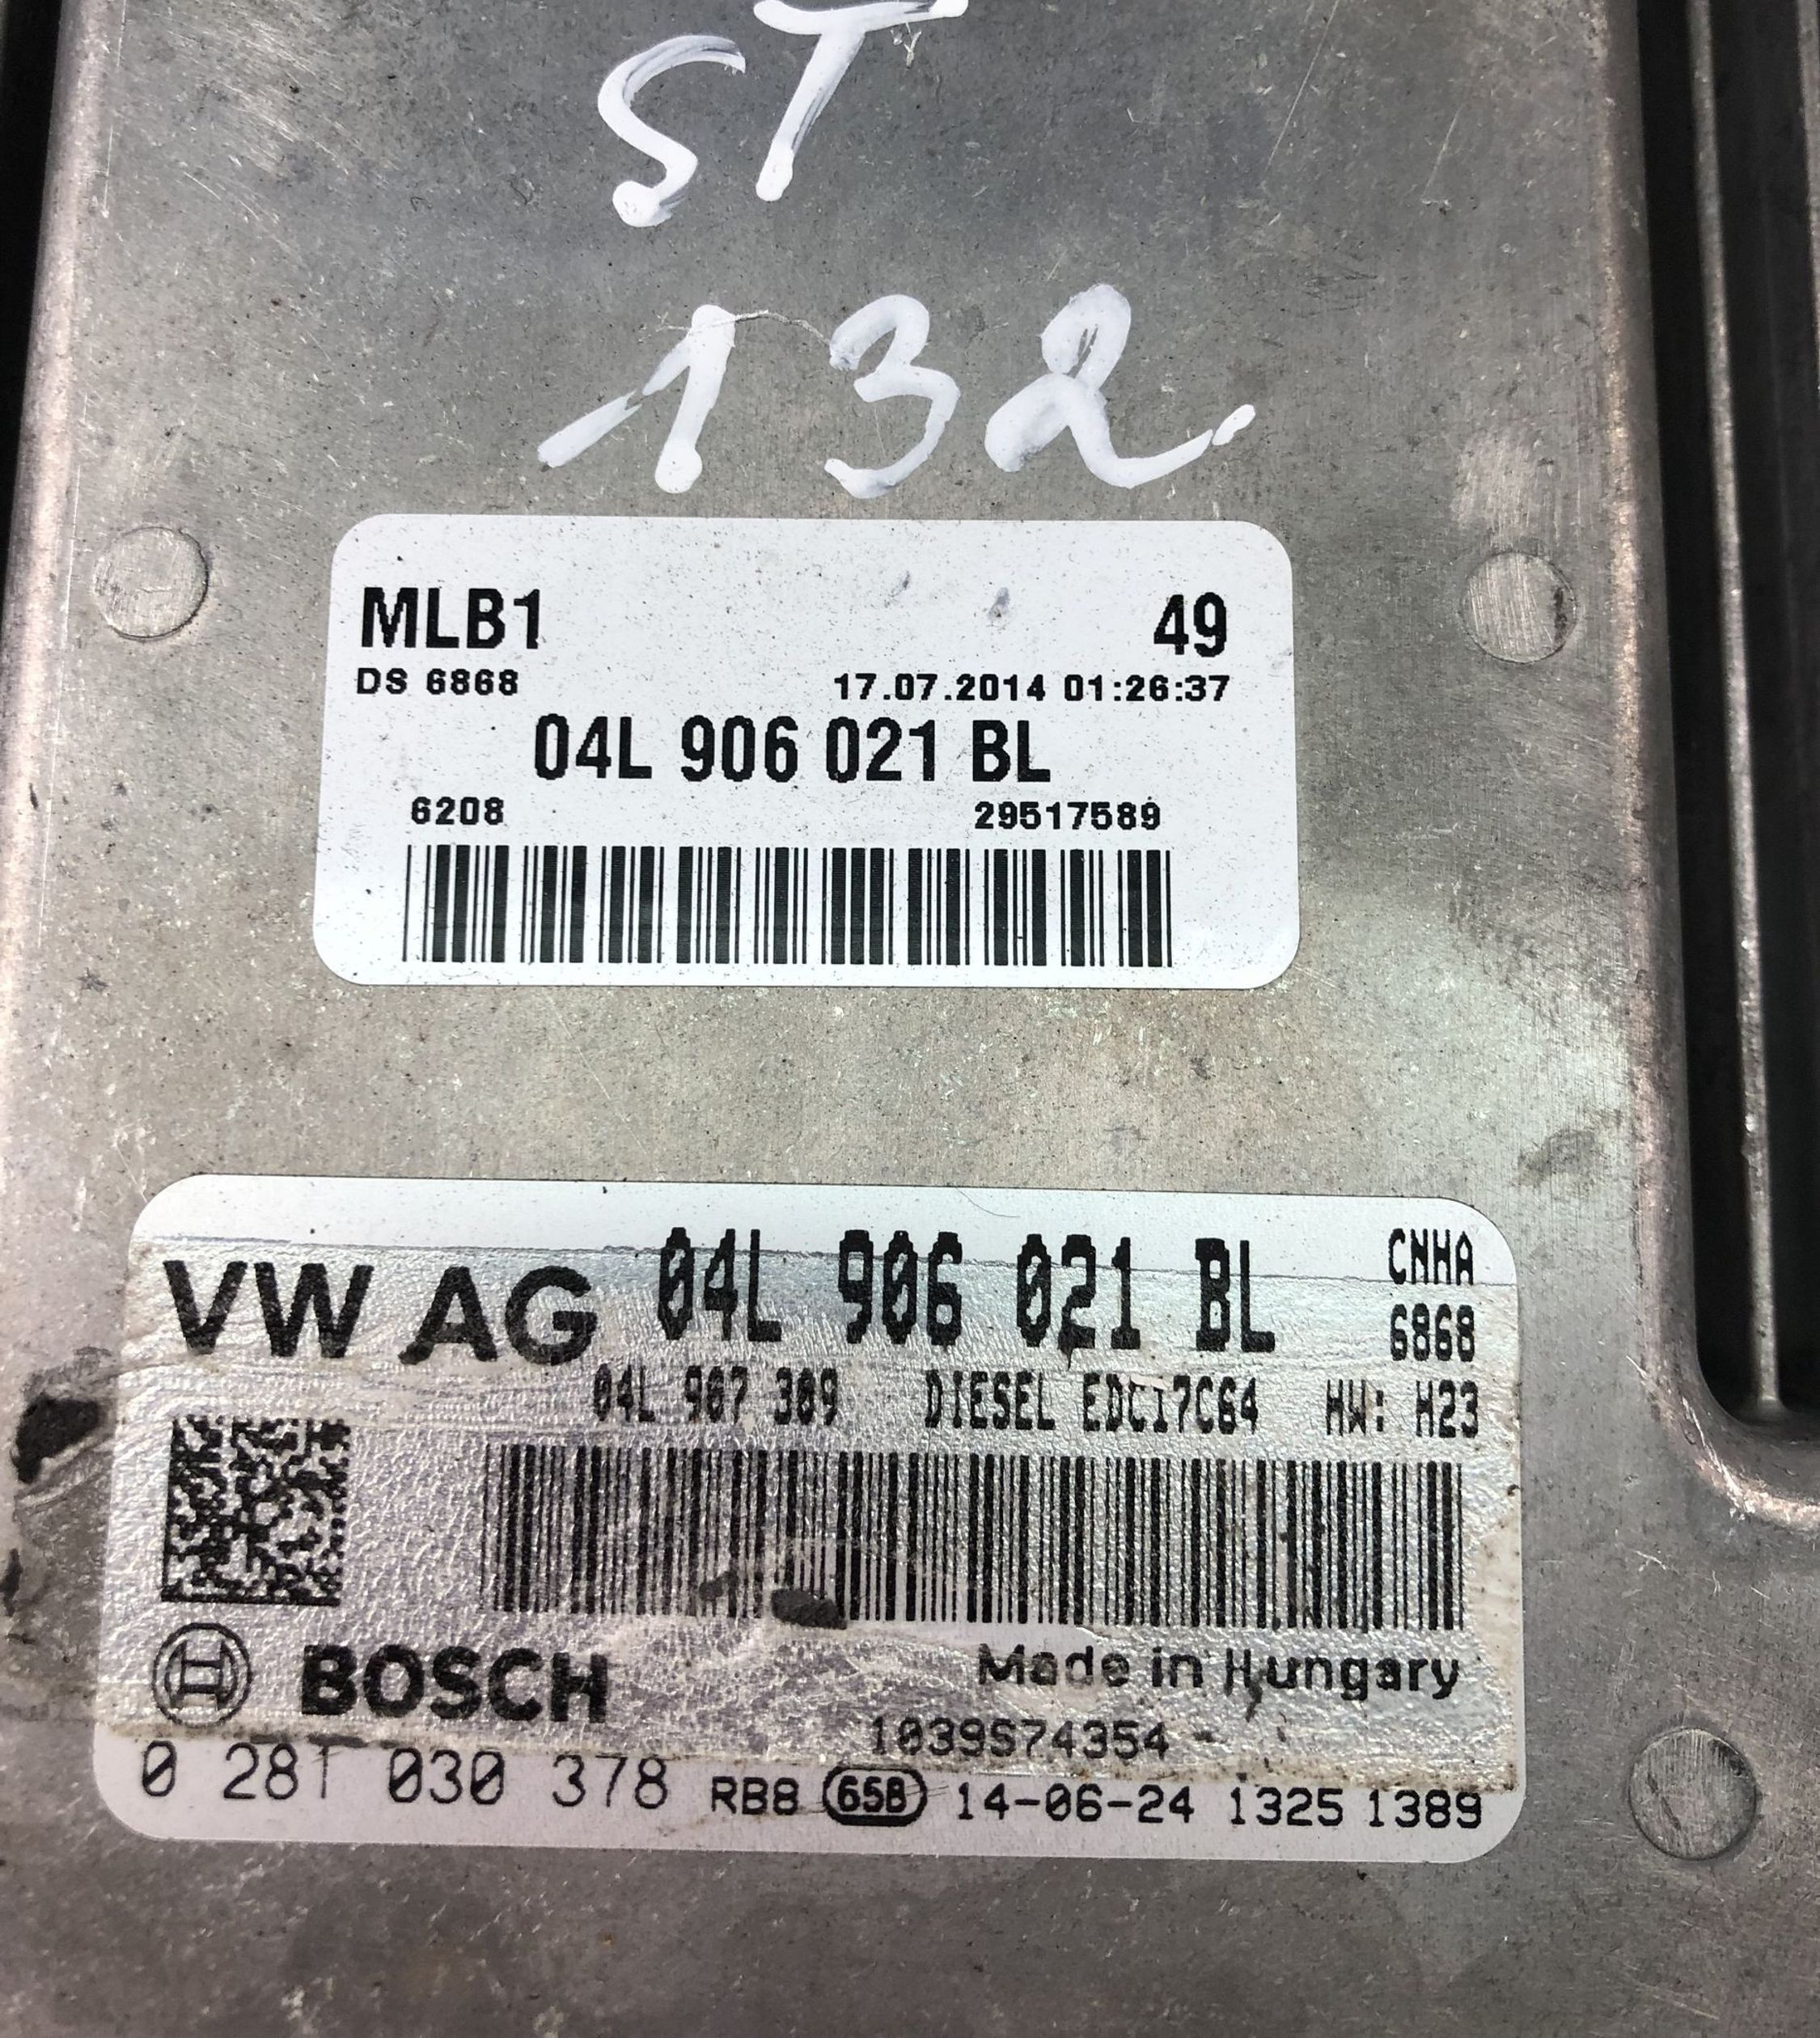 ST
132
MLB1 49
DS 6868 17.07.2014 01:26:37
04L 906 021 BL
6208 29517589
VW AG 04L 906 021 BL CNHA
6868
04L 907 309 DIESEL EDC17C64 HW: H23
BOSCH Made in Hungary
1039S74354
0 281 030 378 RB8 65B 14-06-24 1325 1389